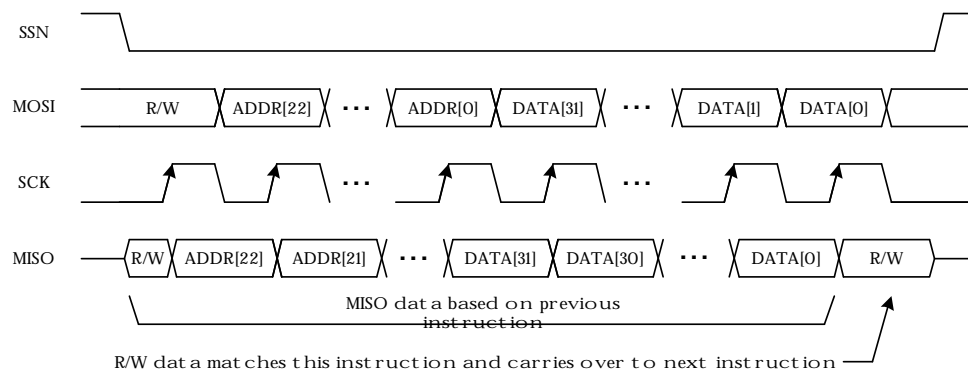 SSN
MOSI R/W ADDR[22] ... ADDR[0] DATA[31] ... DATA[1] DATA[0]
SCK ... ...
MISO R/W ADDR[22] ADDR[21] ... DATA[31] DATA[30] ... DATA[0] R/W
MISO data based on previous
instruction
R/W data matches this instruction and carries over to next instruction